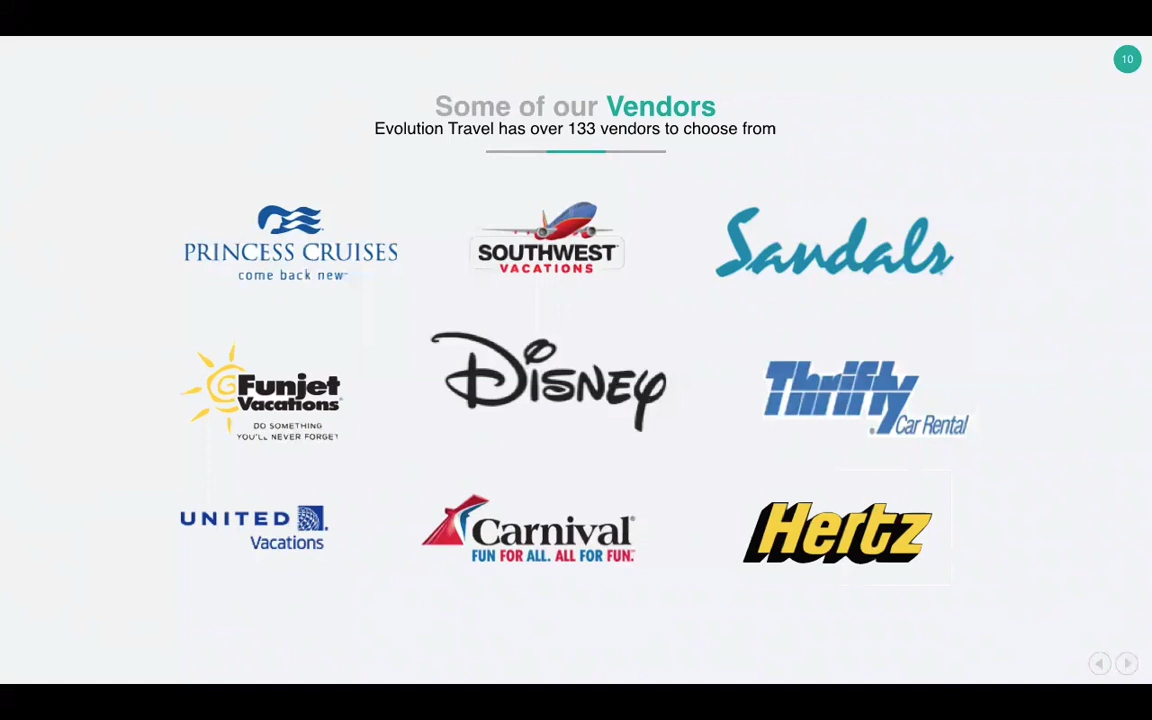 10
Some of our Vendors
Evolution Travel has over 133 vendors to choose from
PRINCESS CRUISES
come back new
SOUTHWEST
VACATIONS
Sandals
Funjet
Vacations
DO SOMETHING
YOU'LL NEVER FORGET
Disney
Thrifty
Car Rental
UNITED
Vacations
Carnival
FUN FOR ALL. ALL FOR FUN.
Hertz